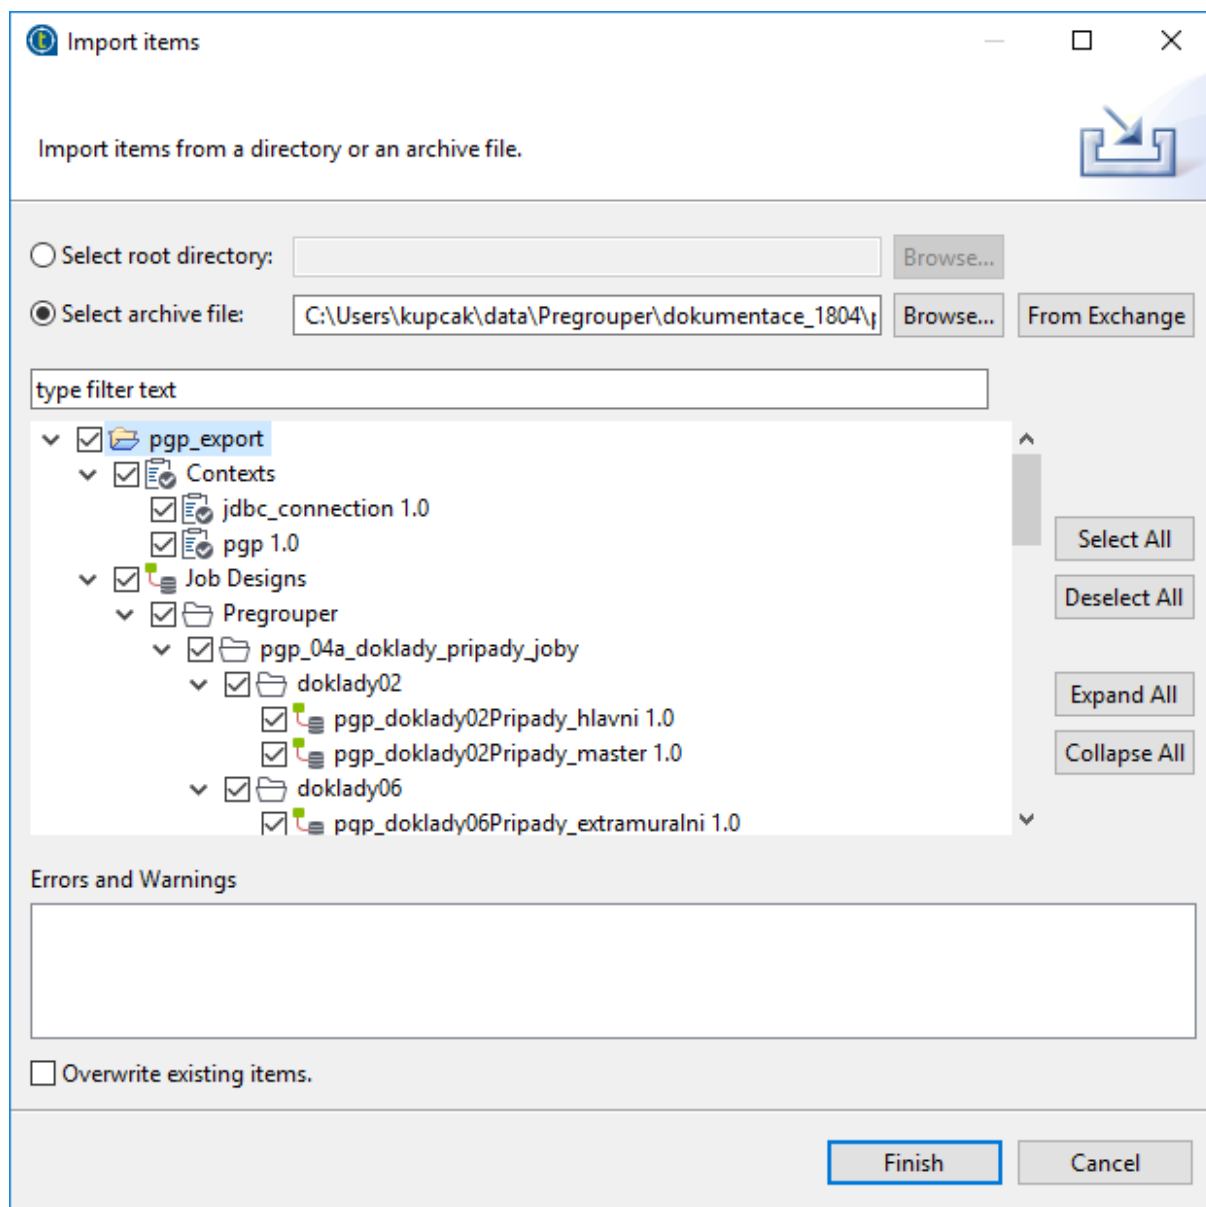 Import items
Import items from a directory or an archive file.
Select root directory:
Browse...
Select archive file:
C:\Users\kupcak\data\Pregrouper\dokumentace_1804\p
Browse...
From Exchange
type filter text
pgp_export
Contexts
jdbc_connection 1.0
pgp 1.0
Job Designs
Pregrouper
pgp_04a_doklady_pripady_joby
doklady02
pgp_doklady02Pripady_hlavni 1.0
pgp_doklady02Pripady_master 1.0
doklady06
pgp_doklady06Pripady_extramuralni 1.0
Select All
Deselect All
Expand All
Collapse All
Errors and Warnings
Overwrite existing items.
Finish
Cancel